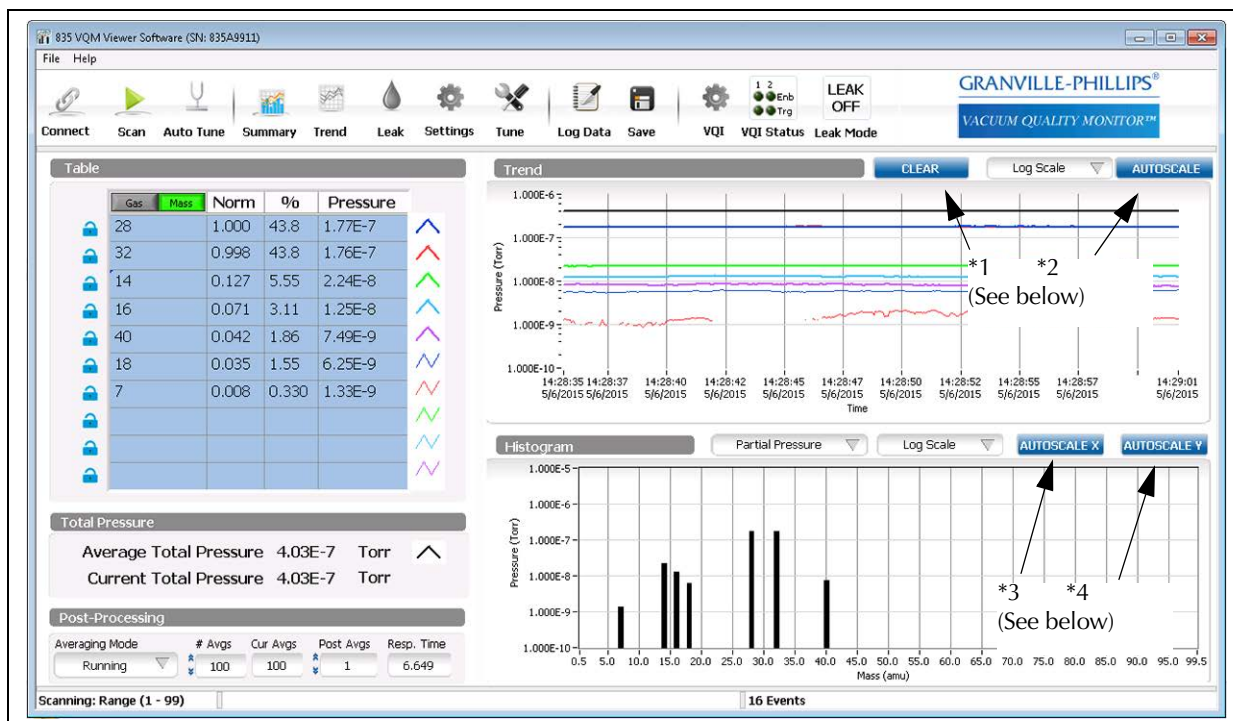 835 VQM Viewer Software (SN: 835A9911)
File Help
Connect Scan Auto Tune Summary Trend Leak Settings Tune Log Data Save VQI VQI Status Leak Mode
1 2
Enb
Trg
LEAK
OFF
GRANVILLE-PHILLIPS®
VACUUM QUALITY MONITOR™
Table
Gas Mass Norm % Pressure
28 1.000 43.8 1.77E-7
32 0.998 43.8 1.76E-7
14 0.127 5.55 2.24E-8
16 0.071 3.11 1.25E-8
40 0.042 1.86 7.49E-9
18 0.035 1.55 6.25E-9
7 0.008 0.330 1.33E-9
Total Pressure
Average Total Pressure 4.03E-7 Torr
Current Total Pressure 4.03E-7 Torr
Post-Processing
Averaging Mode # Avgs Cur Avgs Post Avgs Resp. Time
Running 100 100 1 6.649
Trend CLEAR Log Scale AUTOSCALE
Pressure (Torr)
1.000E-6
1.000E-7
1.000E-8
1.000E-9
1.000E-10
*1 *2
(See below)
14:28:35 14:28:37 14:28:40 14:28:42 14:28:45 14:28:47 14:28:50 14:28:52 14:28:55 14:28:57 14:29:01
5/6/2015 5/6/2015 5/6/2015 5/6/2015 5/6/2015 5/6/2015 5/6/2015 5/6/2015 5/6/2015 5/6/2015 5/6/2015
Time
Histogram Partial Pressure Log Scale AUTOSCALE X AUTOSCALE Y
Pressure (Torr)
1.000E-5
1.000E-6
1.000E-7
1.000E-8
1.000E-9
1.000E-10
*3 *4
(See below)
0.5 5.0 10.0 15.0 20.0 25.0 30.0 35.0 40.0 45.0 50.0 55.0 60.0 65.0 70.0 75.0 80.0 85.0 90.0 95.0 99.5
Mass (amu)
Scanning: Range (1 - 99)
16 Events